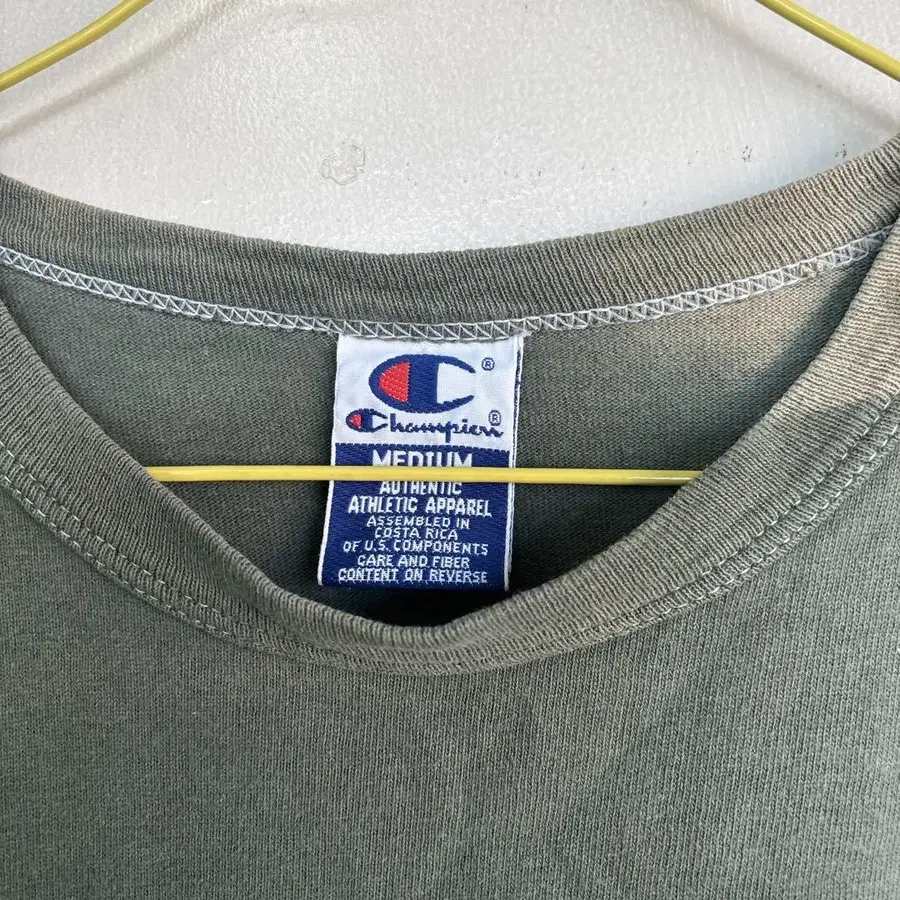 ®
Champion®
MEDIUM
AUTHENTIC
ATHLETIC APPAREL
ASSEMBLED IN
COSTA RICA
OF U.S. COMPONENTS
CARE AND FIBER
CONTENT ON REVERSE